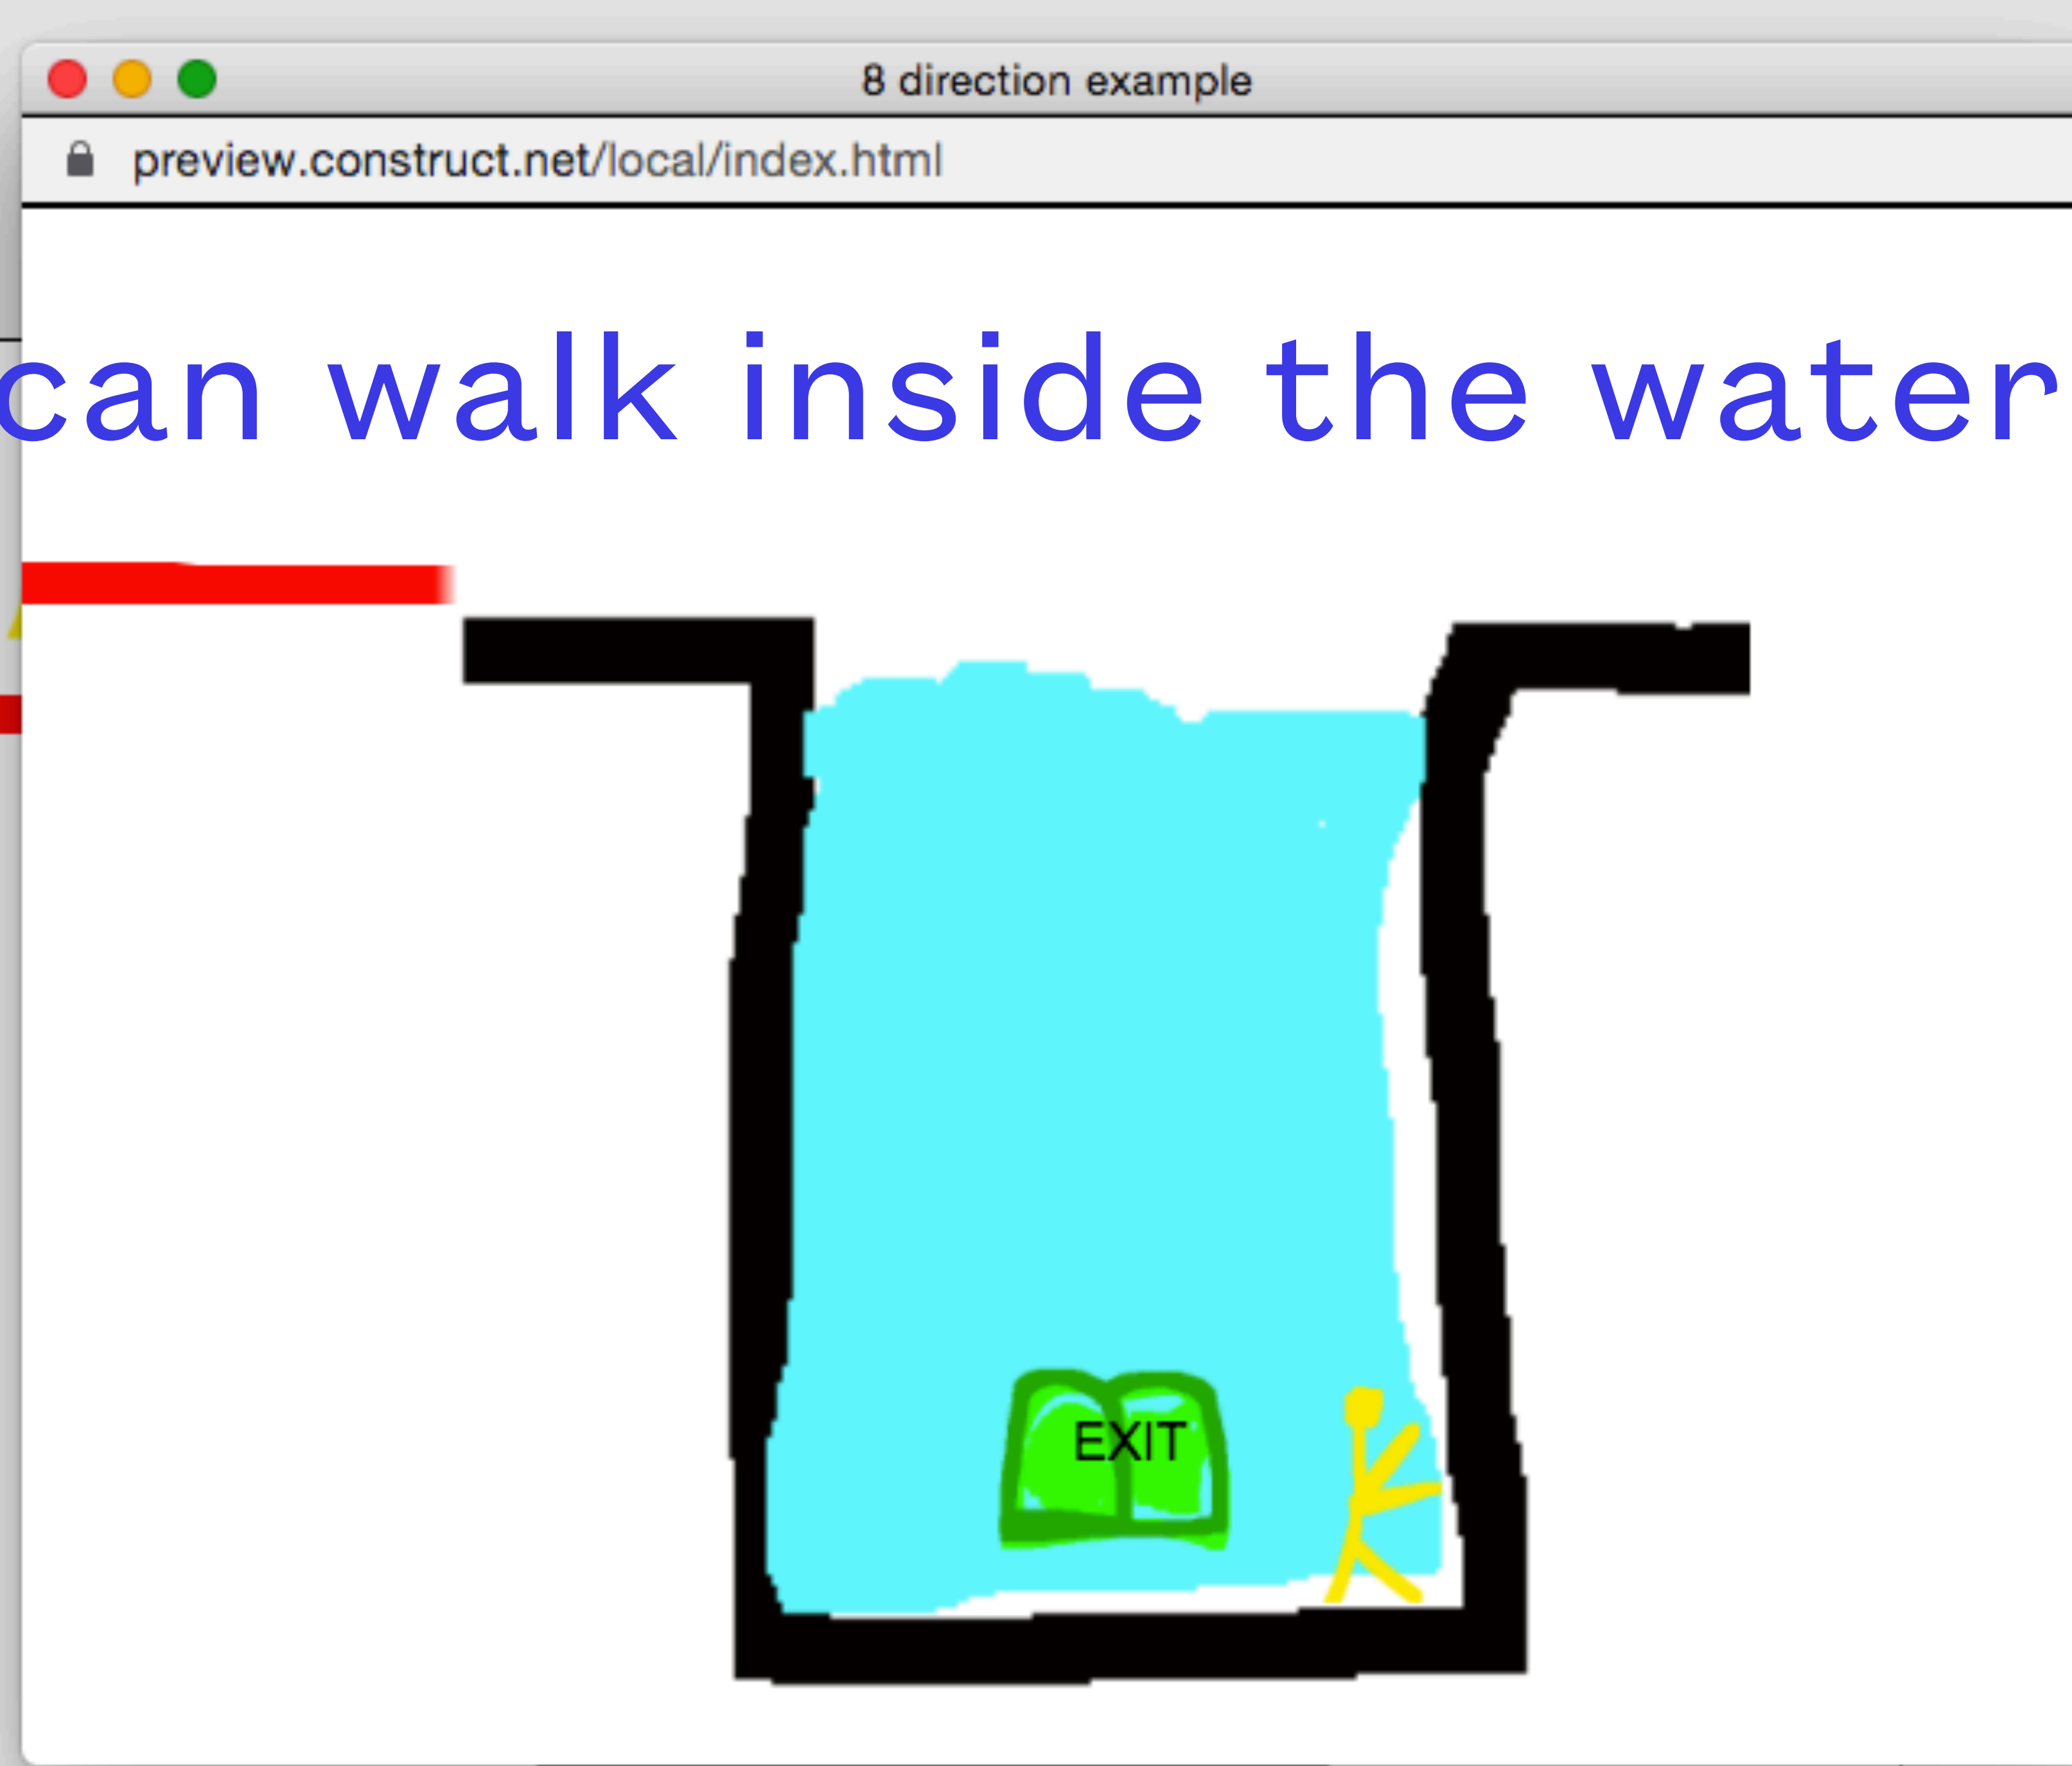 8 direction example
preview.construct.net/local/index.html
can walk inside the water
EXIT